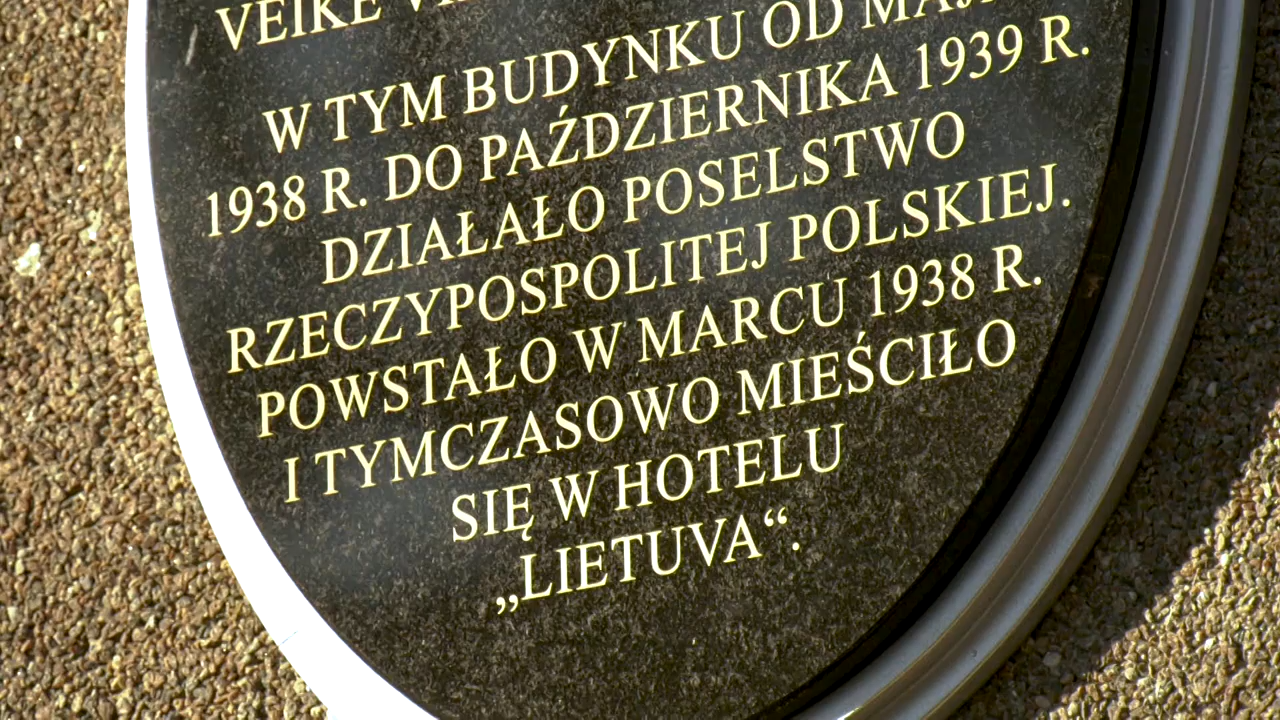 VEIKĖ
W TYM BUDYNKU OD
1938 R. DO PAŹDZIERNIKA 1939 R.
DZIAŁAŁO POSELSTWO
RZECZYPOSPOLITEJ POLSKIEJ.
POWSTAŁO W MARCU 1938 R.
I TYMCZASOWO MIEŚCIŁO
SIĘ W HOTELU
„LIETUVA“.